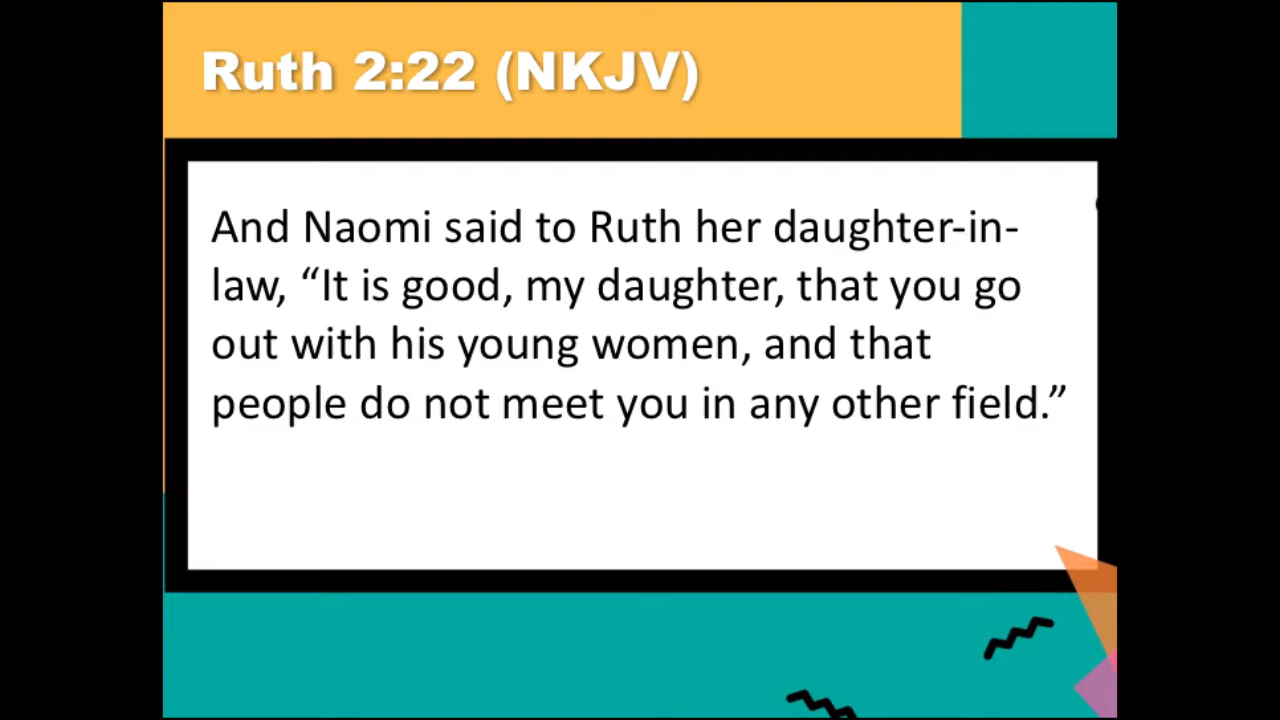 Ruth 2:22 (NKJV)
And Naomi said to Ruth her daughter-in-
law, “It is good, my daughter, that you go
out with his young women, and that
people do not meet you in any other field.”